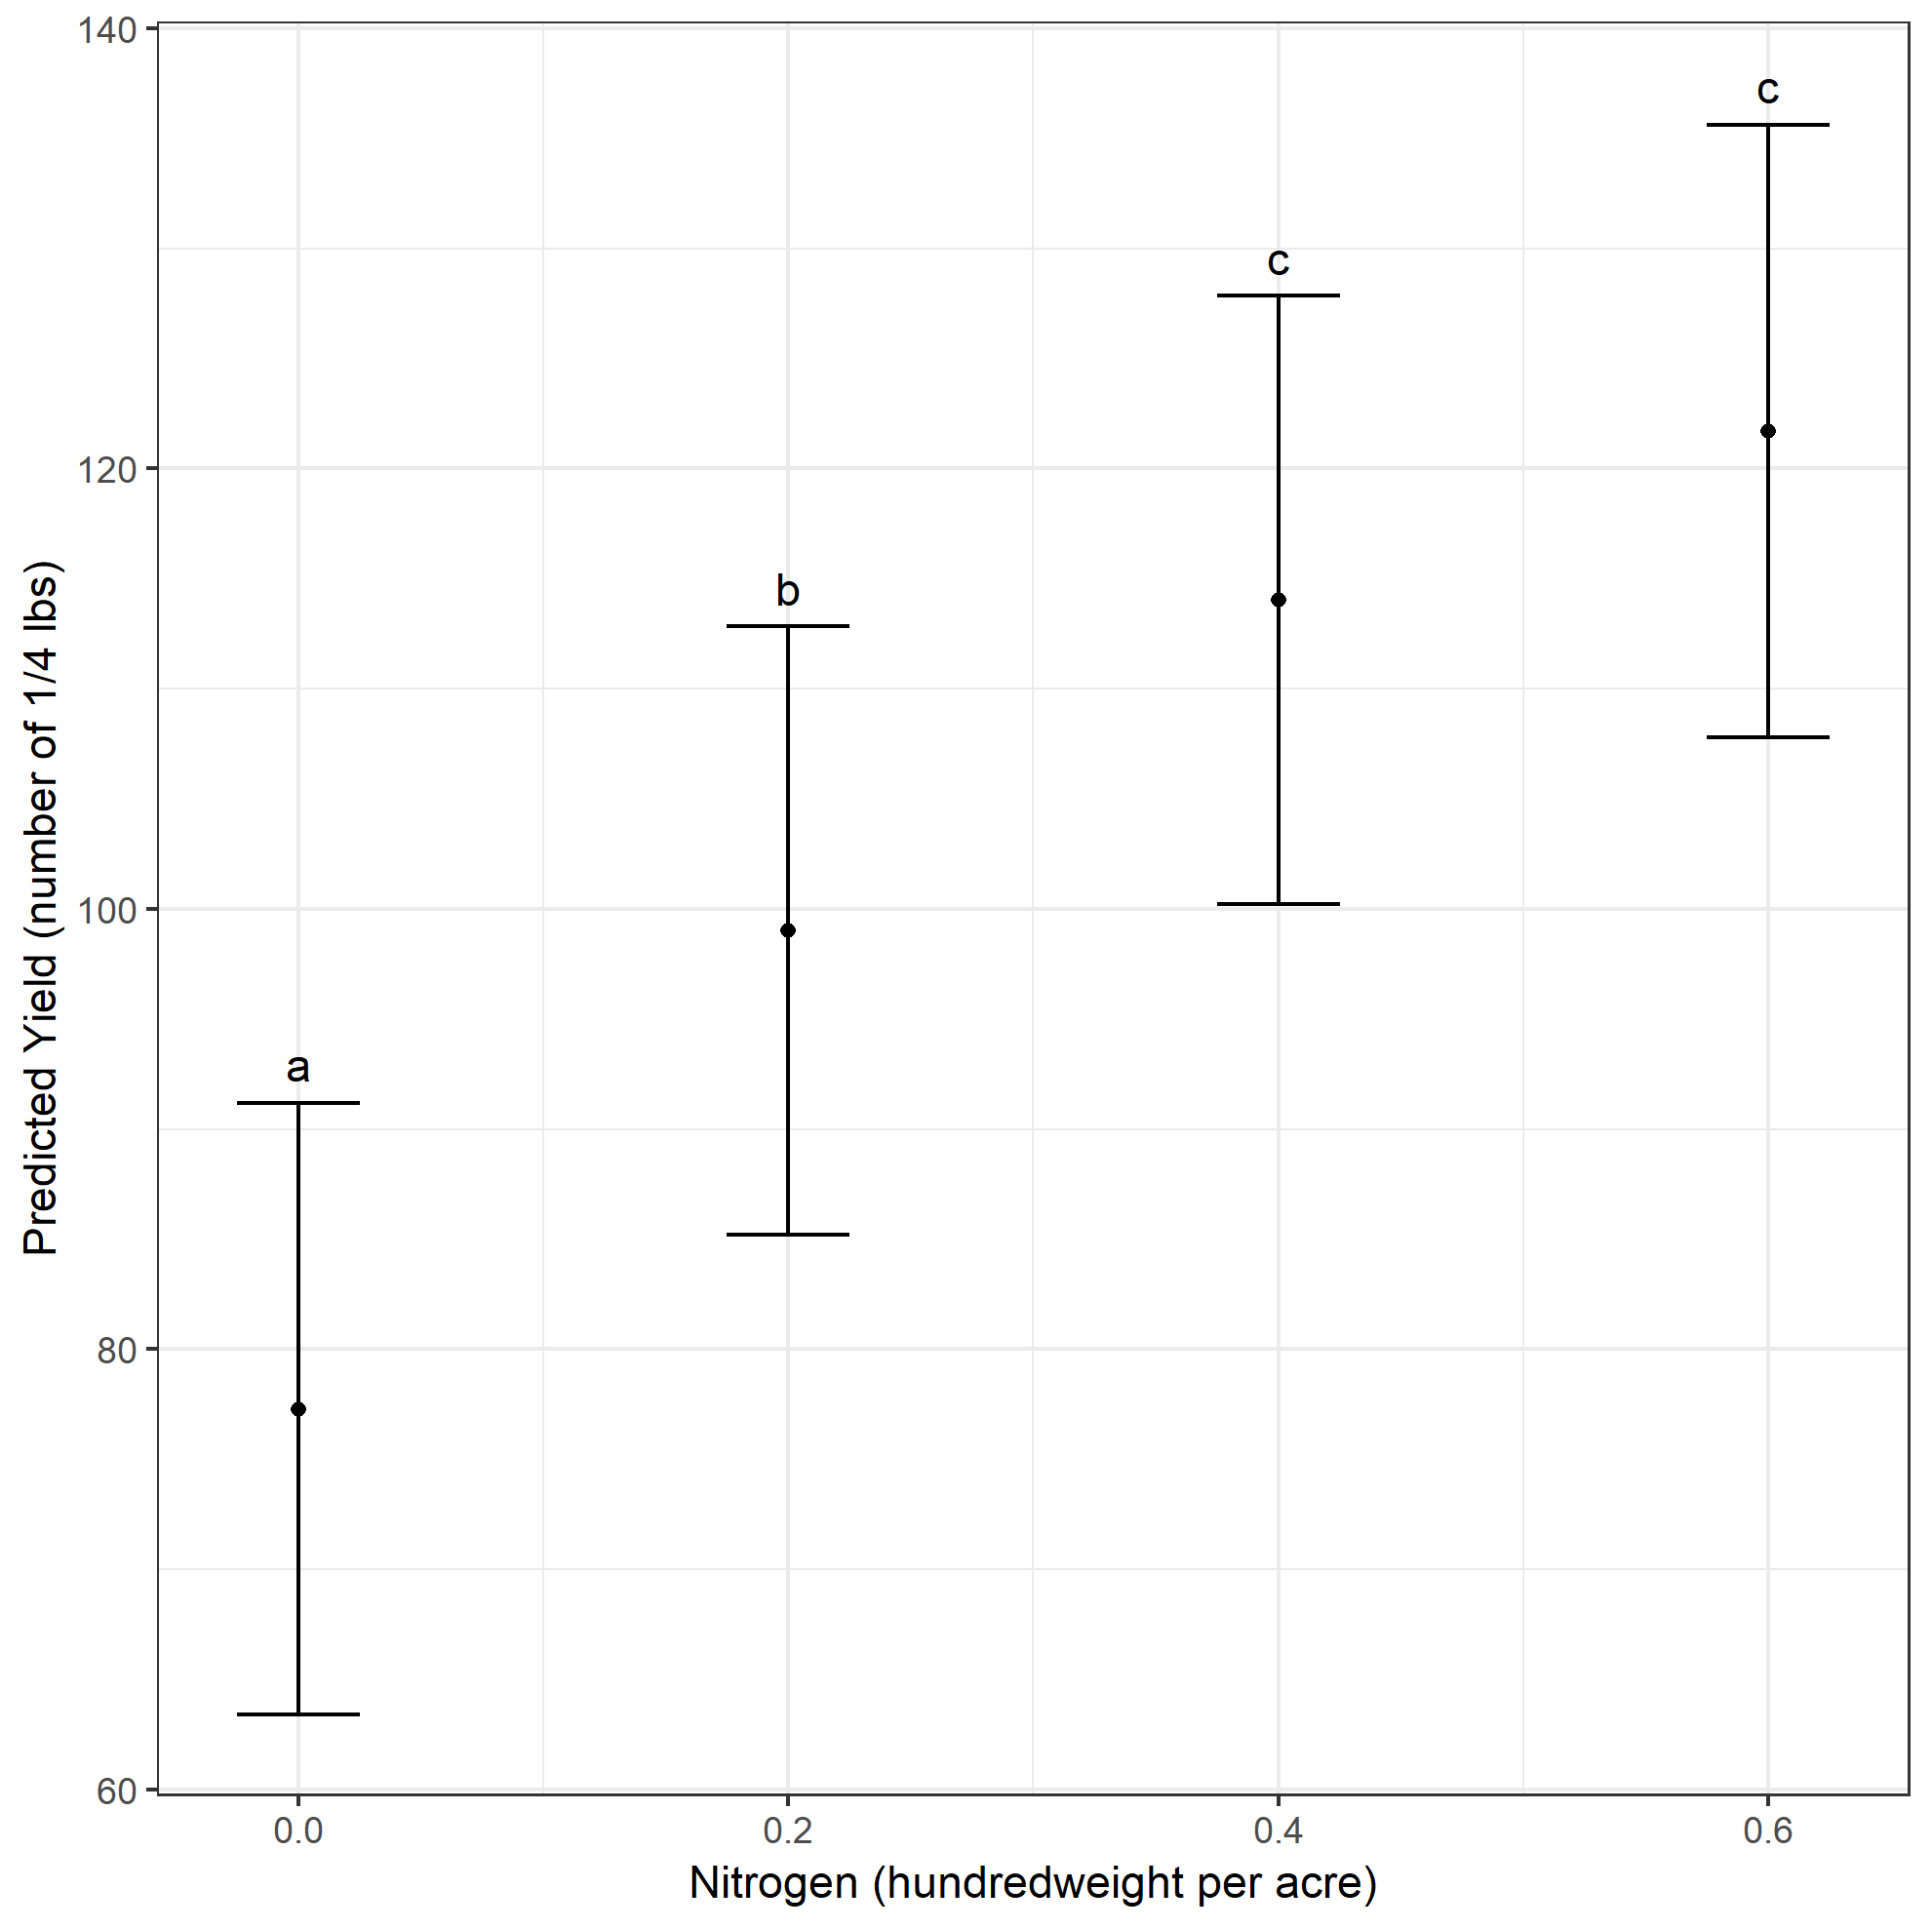 140
120
100
80
60
Predicted Yield (number of 1/4 lbs)
c
c
b
a
0.0 0.2 0.4 0.6
Nitrogen (hundredweight per acre)